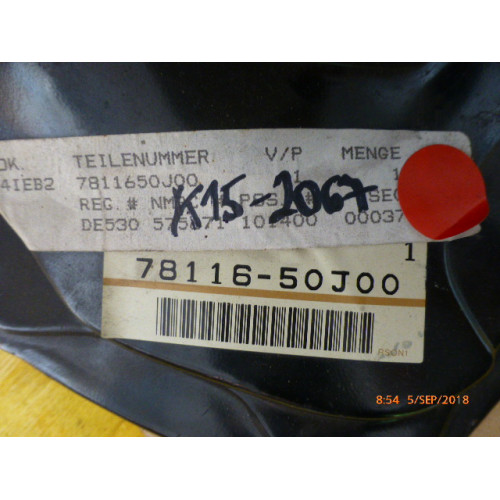 OK. TEILENUMMER V/P MENGE
4IEB2 7811650J00 1 1
REG. # NM
DE530 101400 00037
K15-2067
1
78116-50J00
8:54 5/SEP/2018